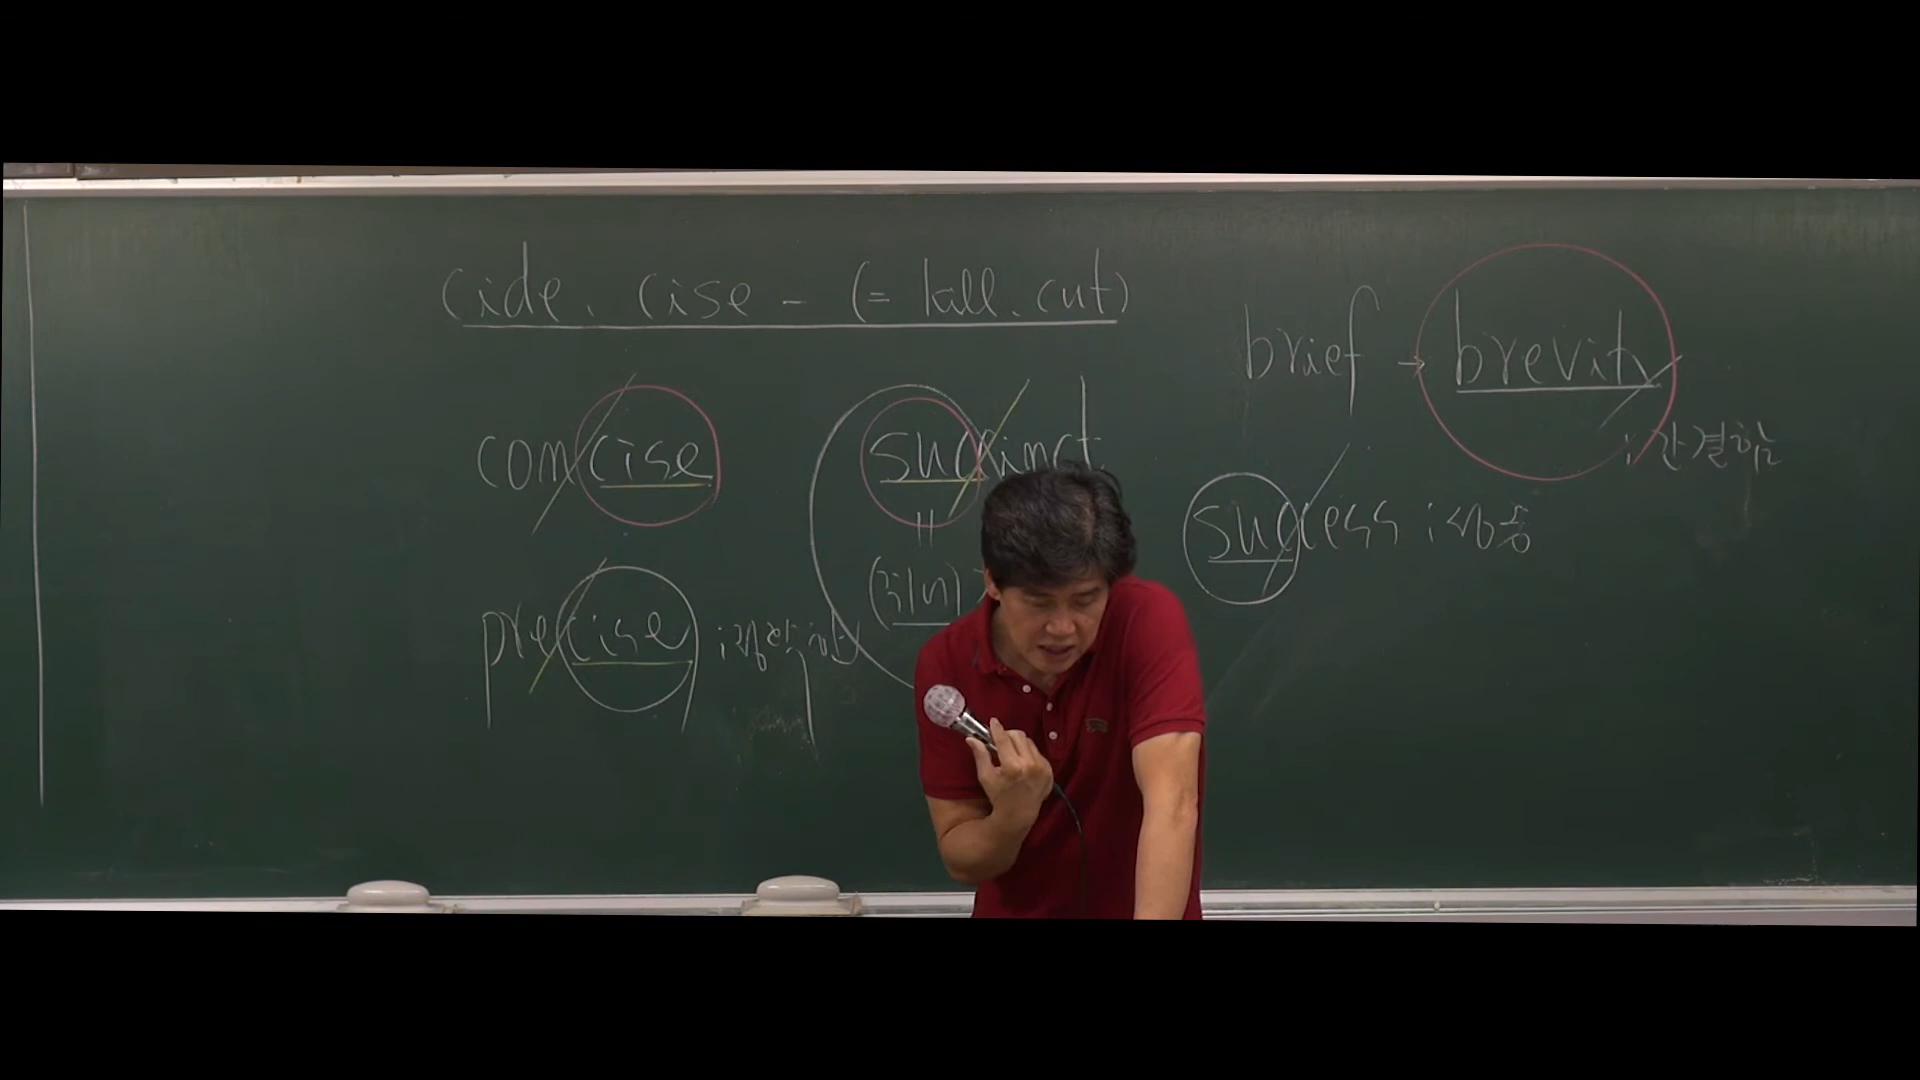 cide. cise - (= kill. cut)
brief → brevity
; 간결함
concise
succinct
success ; 성공
=
precise ; 정확한